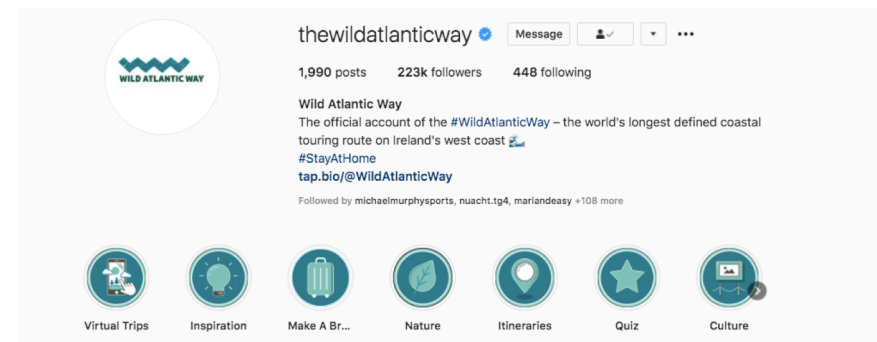 thewildatlanticway Message
WILD ATLANTIC WAY
1,990 posts 223k followers 448 following
Wild Atlantic Way
The official account of the #WildAtlanticWay – the world's longest defined coastal
touring route on Ireland's west coast 🌊
#StayAtHome
tap.bio/@WildAtlanticWay
Followed by michaelmurphysports, nuacht.tg4, mariandeasy +108 more
Virtual Trips Inspiration Make A Br... Nature Itineraries Quiz Culture